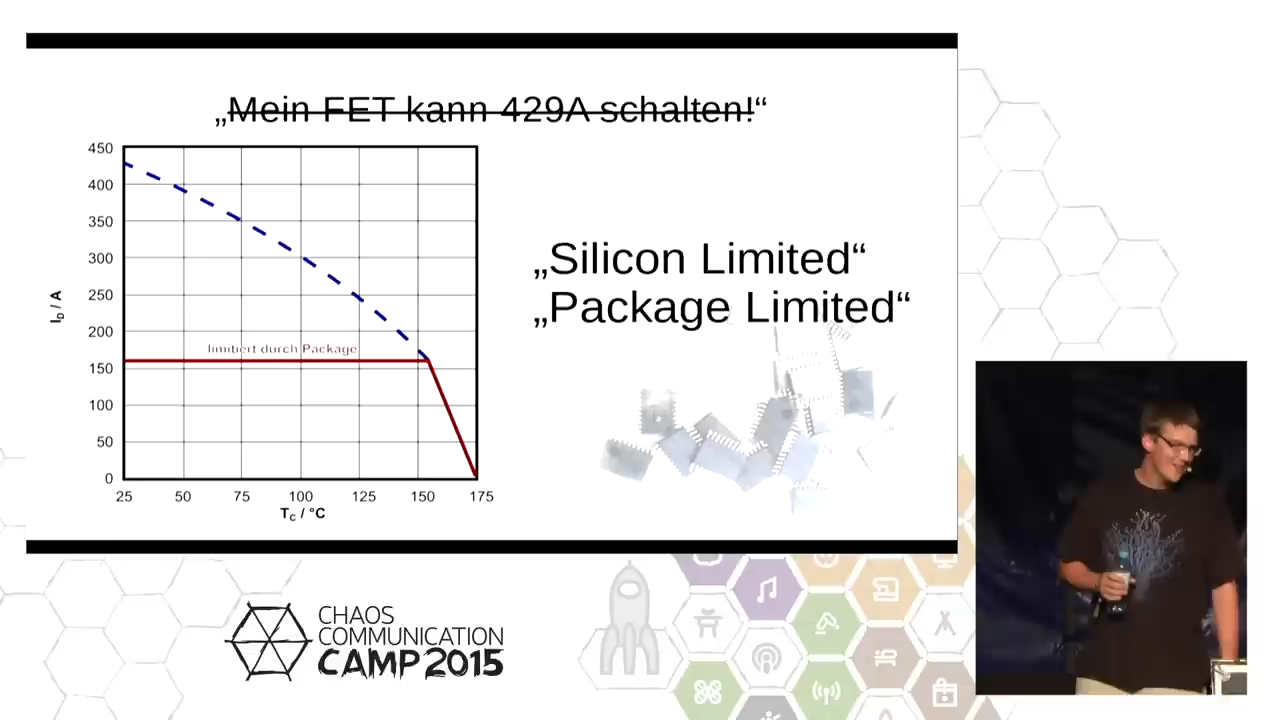 „Mein FET kann 429A schalten!“
450
400
350
300
250
200
150
100
50
0
I_D / A
limitiert durch Package
25 50 75 100 125 150 175
T_C / °C
„Silicon Limited“
„Package Limited“
CHAOS
COMMUNICATION
CAMP 2015